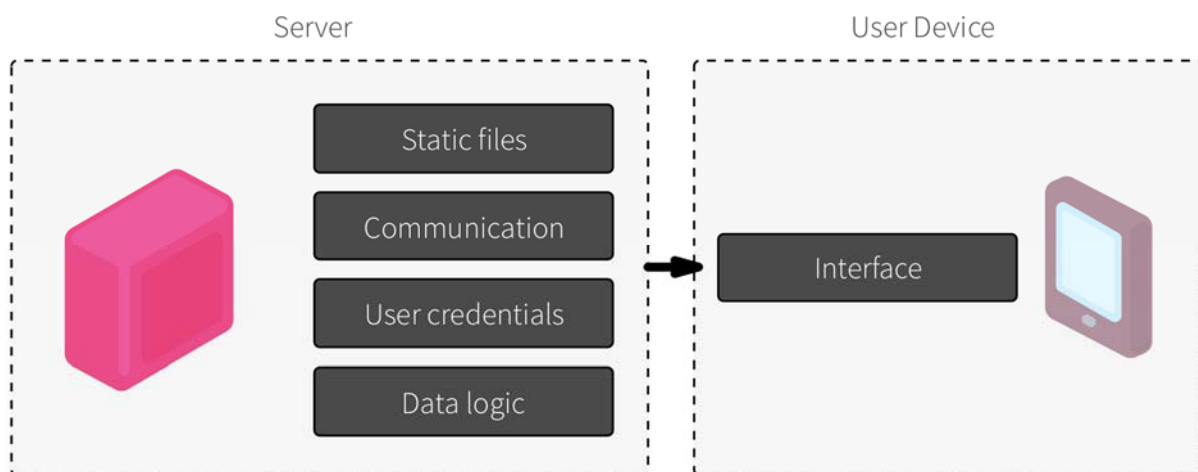 Server
User Device
Static files
Communication
User credentials
Data logic
Interface